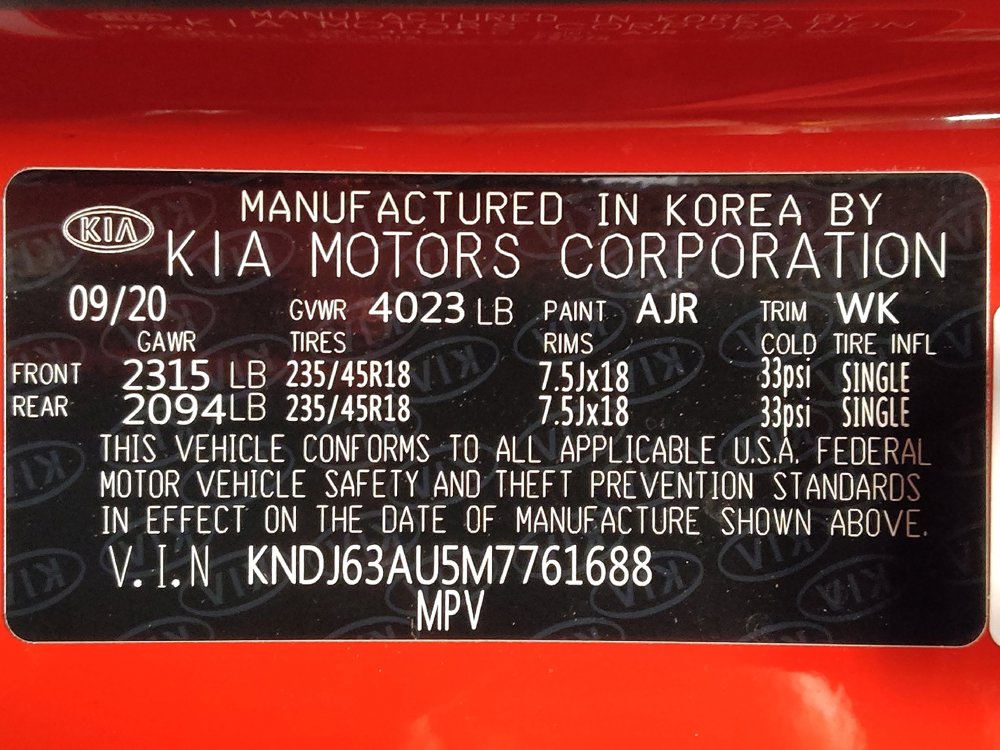 MANUFACTURED IN KOREA BY
KIA
KIA MOTORS CORPORATION
09/20 GVWR 4023 LB PAINT AJR TRIM WK
GAWR TIRES RIMS COLD TIRE INFL
FRONT 2315 LB 235/45R18 7.5Jx18 33psi SINGLE
REAR 2094 LB 235/45R18 7.5Jx18 33psi SINGLE
THIS VEHICLE CONFORMS TO ALL APPLICABLE U.S.A. FEDERAL
MOTOR VEHICLE SAFETY AND THEFT PREVENTION STANDARDS
IN EFFECT ON THE DATE OF MANUFACTURE SHOWN ABOVE.
V.I.N KNDJ63AU5M7761688
MPV